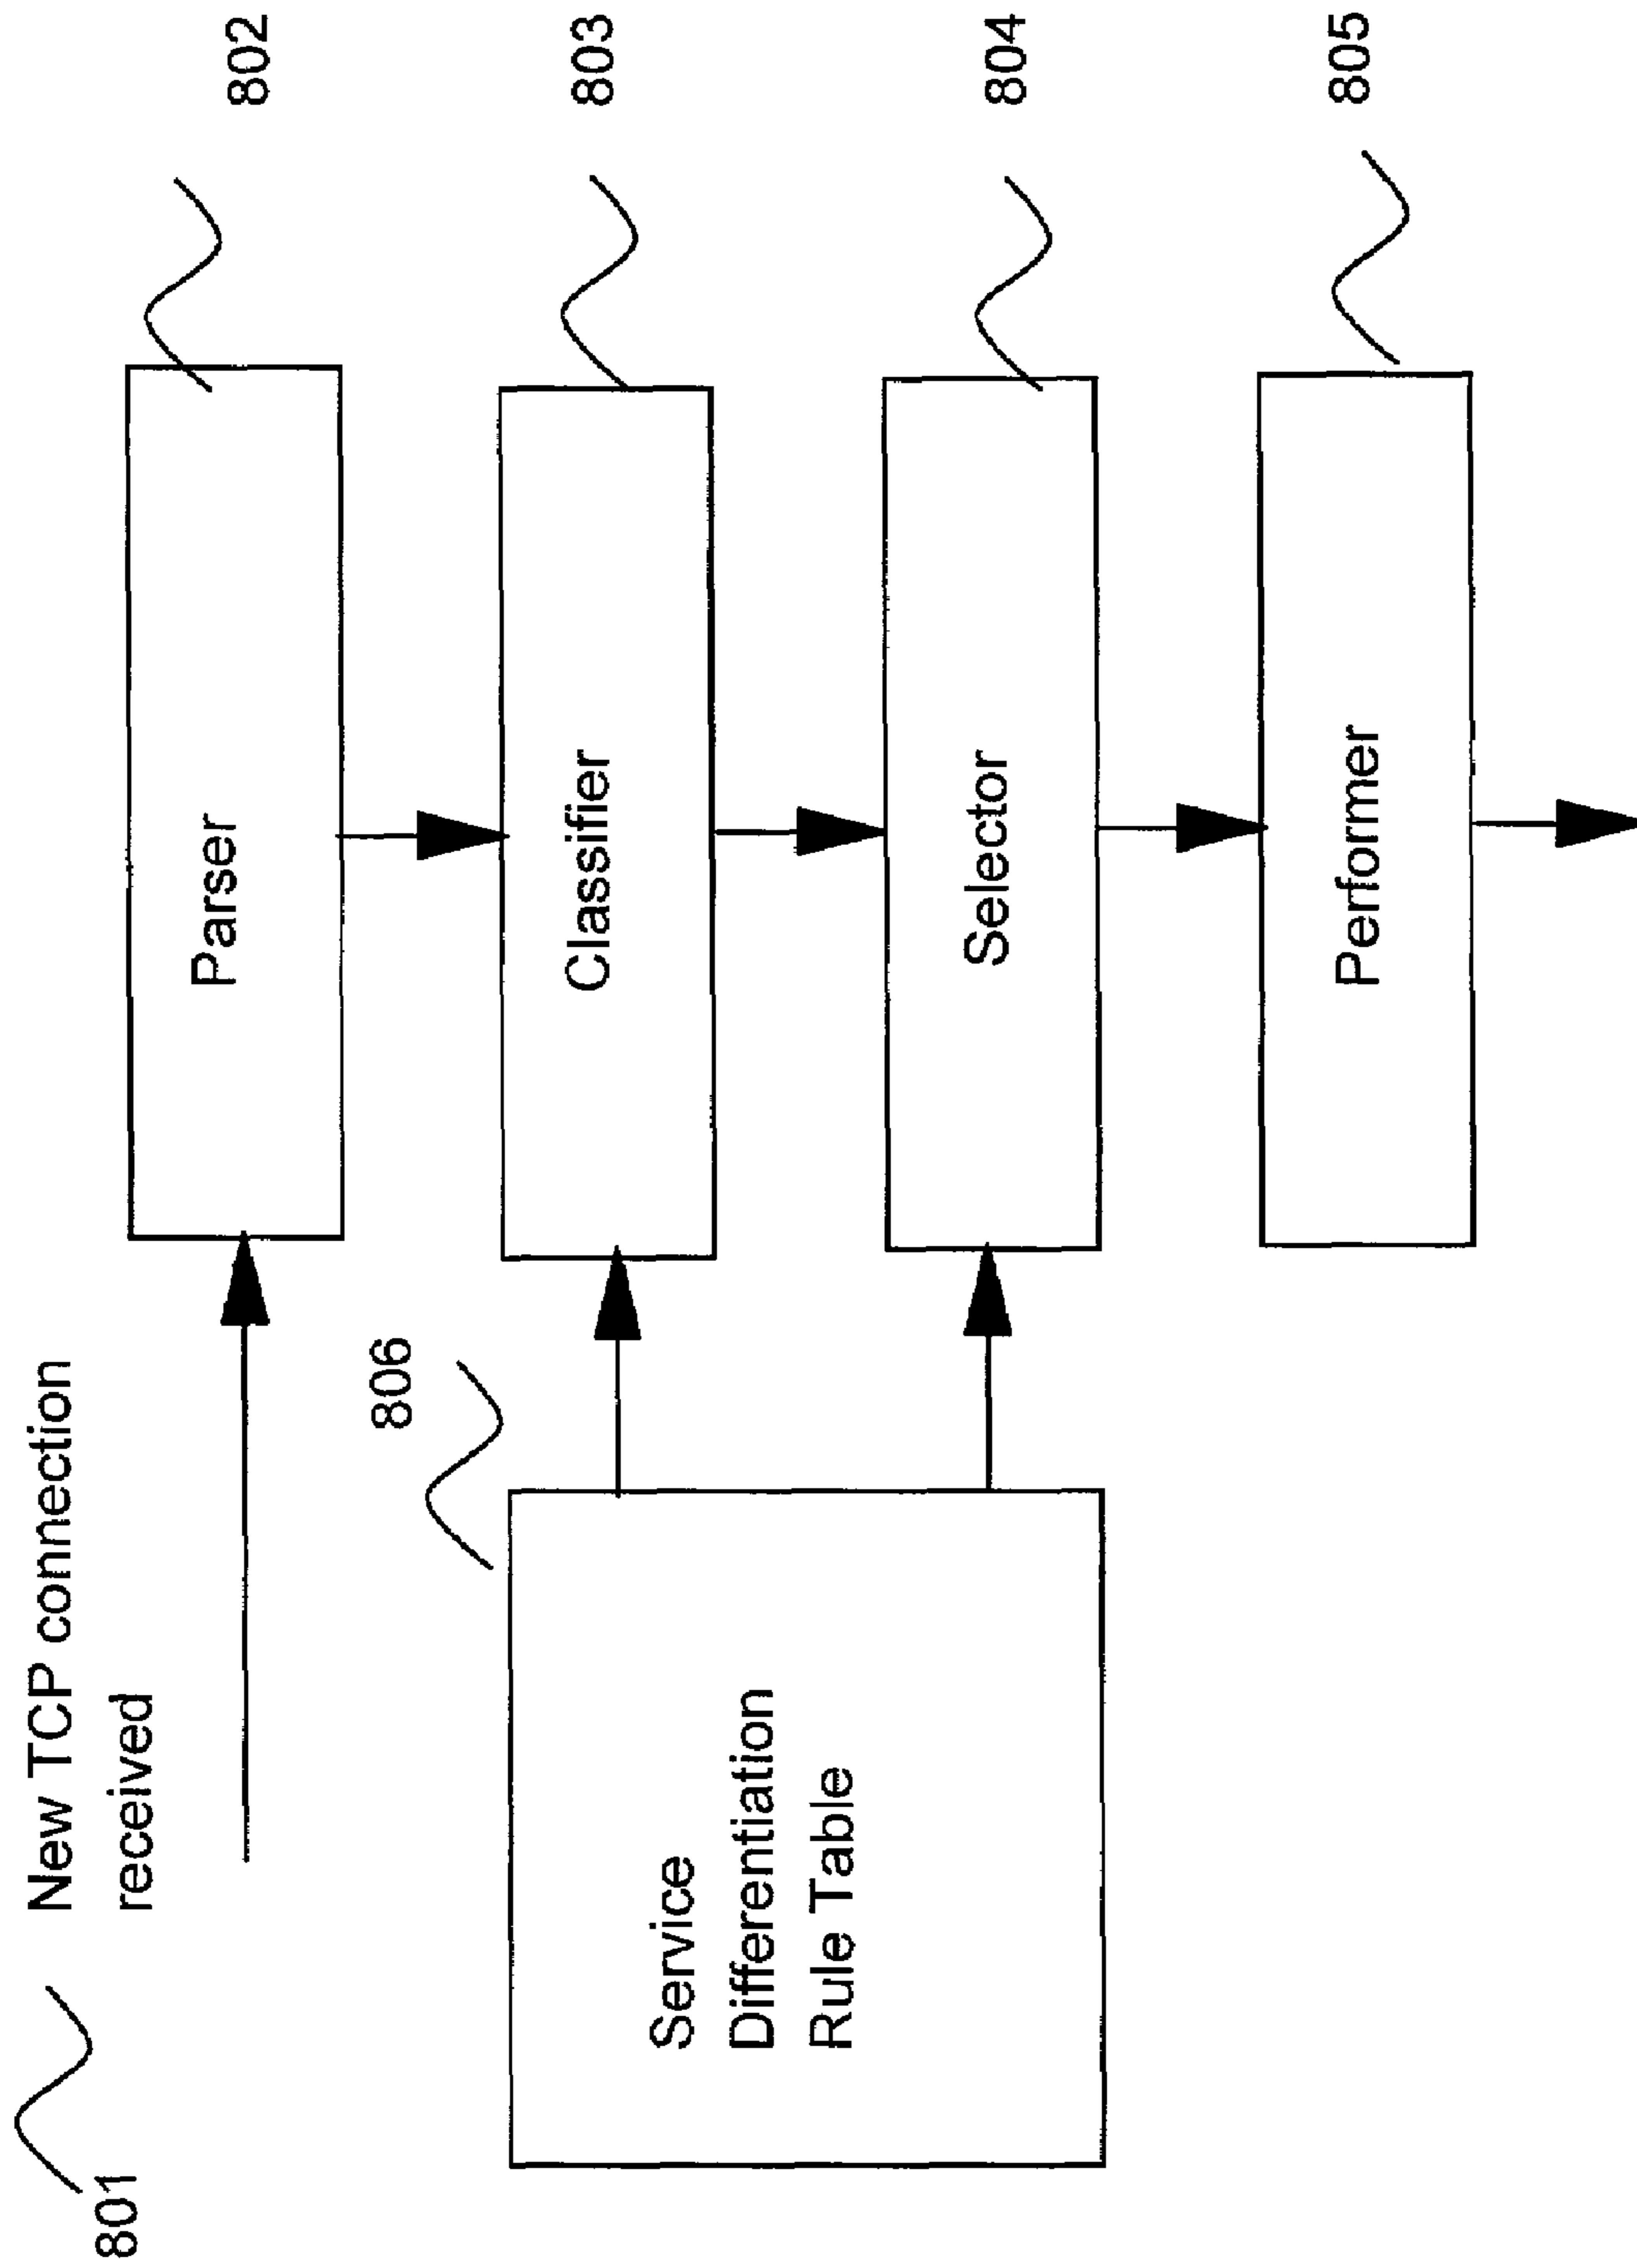 801
New TCP connection
received
Parser
802
806
Service
Differentiation
Rule Table
Classifier
803
Selector
804
Performer
805